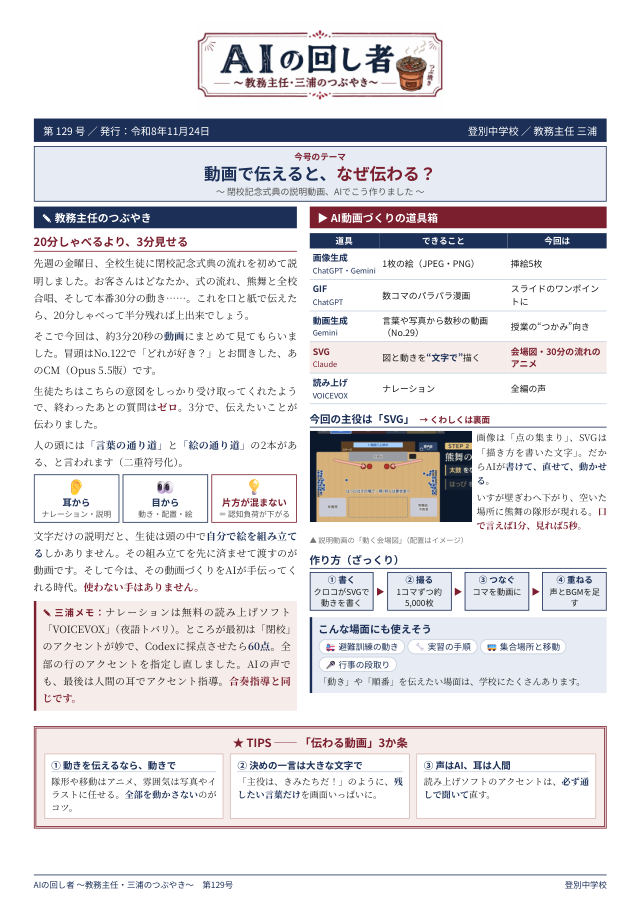 AIの回し者
～教務主任・三浦のつぶやき～
つぶ焼き
第 129 号 ／ 発行：令和8年11月24日
登別中学校 ／ 教務主任 三浦
今号のテーマ
動画で伝えると、なぜ伝わる？
～ 閉校記念式典の説明動画、AIでこう作りました ～
教務主任のつぶやき
20分しゃべるより、3分見せる
先週の金曜日、全校生徒に閉校記念式典の流れを初めて説
明しました。お客さんはどなたか、式の流れ、熊舞と全校
合唱、そして本番30分の動き……。これを口と紙で伝えた
ら、20分しゃべって半分残れば上出来でしょう。
そこで今回は、約3分20秒の動画にまとめて見てもらいま
した。冒頭はNo.122で「どれが好き？」とお聞きした、あ
のCM（Opus 5.5版）です。
生徒たちはこちらの意図をしっかり受け取ってくれたよう
で、終わったあとの質問はゼロ。3分で、伝えたいことが
伝わりました。
人の頭には「言葉の通り道」と「絵の通り道」の2本があ
る、と言われます（二重符号化）。
耳から
ナレーション・説明
目から
動き・配置・絵
片方が混まない
＝ 認知負荷が下がる
文字だけの説明だと、生徒は頭の中で自分で絵を組み立て
るしかありません。その組み立てを先に済ませて渡すのが
動画です。そして今は、その動画づくりをAIが手伝ってく
れる時代。使わない手はありません。
三浦メモ：ナレーションは無料の読み上げソフト
「VOICEVOX」（夜語トバリ）。ところが最初は「閉校」
のアクセントが妙で、Codexに採点させたら60点。全
部の行のアクセントを指定し直しました。AIの声で
も、最後は人間の耳でアクセント指導。合奏指導と同
じです。
▶ AI動画づくりの道具箱
道具 できること 今回は
画像生成
ChatGPT・Gemini
1枚の絵（JPEG・PNG）
挿絵5枚
GIF
ChatGPT
数コマのパラパラ漫画
スライドのワンポイン
トに
動画生成
Gemini
言葉や写真から数秒の動画
（No.29）
授業の“つかみ”向き
SVG
Claude
図と動きを“文字で”描く
会場図・30分の流れの
アニメ
読み上げ
VOICEVOX
ナレーション
全編の声
今回の主役は「SVG」 → くわしくは裏面
STEP 2
熊舞の
太鼓 を
はっぴ
画像は「点の集まり」、SVGは
「描き方を書いた文字」。だか
らAIが書けて、直せて、動かせ
る。
いすが壁ぎわへ下がり、空いた
場所に熊舞の隊形が現れる。口
で言えば1分、見れば5秒。
▲ 説明動画の「動く会場図」（配置はイメージ）
作り方（ざっくり）
① 書く
クロコがSVGで
動きを書く
② 撮る
1コマずつ約
5,000枚
③ つなぐ
コマを動画に
④ 重ねる
声とBGMを足
す
こんな場面にも使えそう
避難訓練の動き
実習の手順
集合場所と移動
行事の段取り
「動き」や「順番」を伝えたい場面は、学校にたくさんあります。
★ TIPS ── 「伝わる動画」3か条
① 動きを伝えるなら、動きで
隊形や移動はアニメ、雰囲気は写真やイ
ラストに任せる。全部を動かさないのが
コツ。
② 決めの一言は大きな文字で
「主役は、きみたちだ！」のように、残
したい言葉だけを画面いっぱいに。
③ 声はAI、耳は人間
読み上げソフトのアクセントは、必ず通
しで聞いて直す。
AIの回し者 ～教務主任・三浦のつぶやき～ 第129号
登別中学校